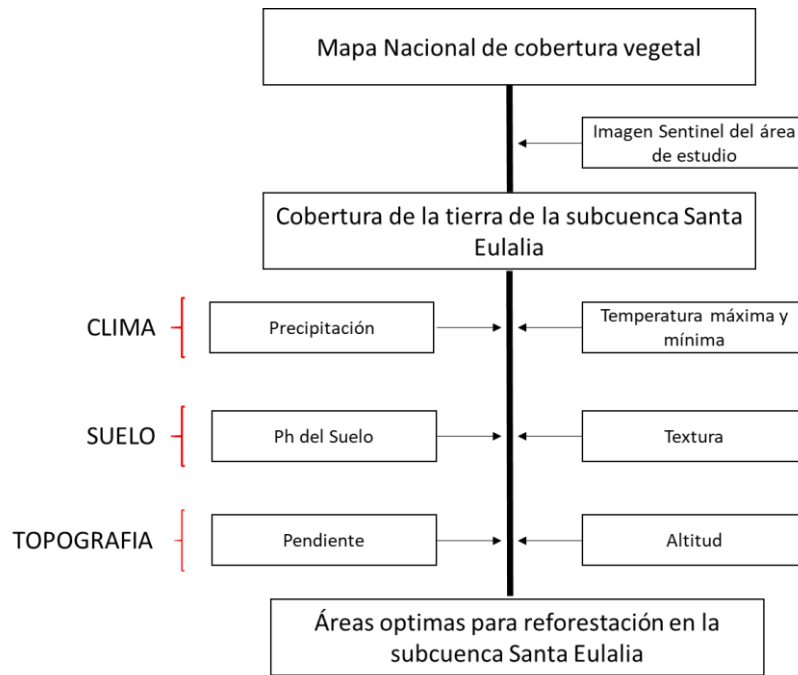 Mapa Nacional de cobertura vegetal
Imagen Sentinel del área
de estudio
Cobertura de la tierra de la subcuenca Santa
Eulalia
CLIMA
Precipitación
Temperatura máxima y
mínima
SUELO
Ph del Suelo
Textura
TOPOGRAFIA
Pendiente
Altitud
Áreas optimas para reforestación en la
subcuenca Santa Eulalia